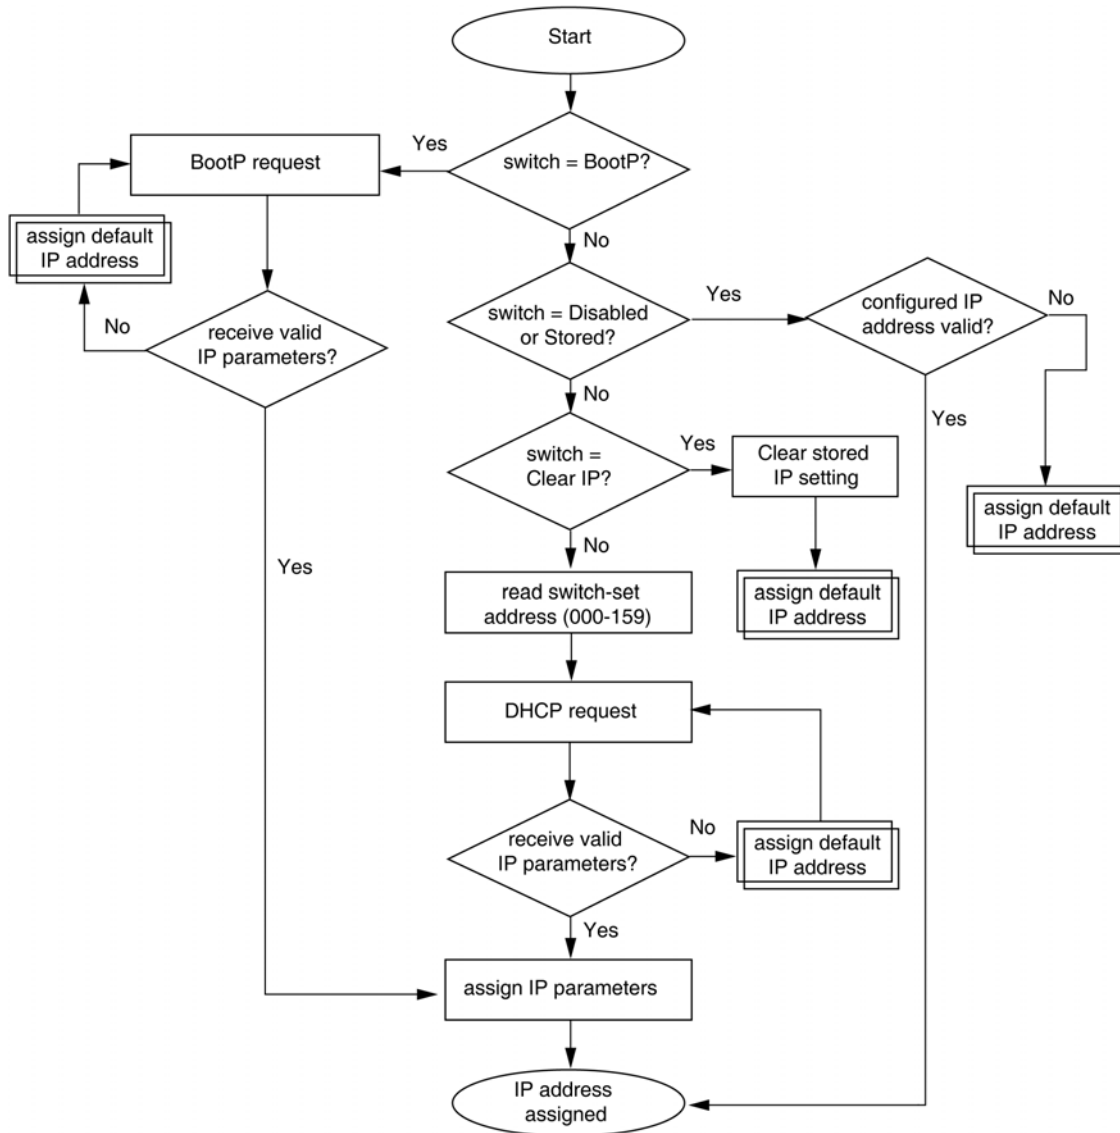 Start
Yes
BootP request
switch = BootP?
assign default
IP address
No
No
receive valid
IP parameters?
switch = Disabled
or Stored?
Yes
configured IP
address valid?
No
No
Yes
switch =
Clear IP?
Yes
Clear stored
IP setting
assign default
IP address
No
Yes
read switch-set
address (000-159)
assign default
IP address
DHCP request
receive valid
IP parameters?
No
assign default
IP address
Yes
assign IP parameters
IP address
assigned